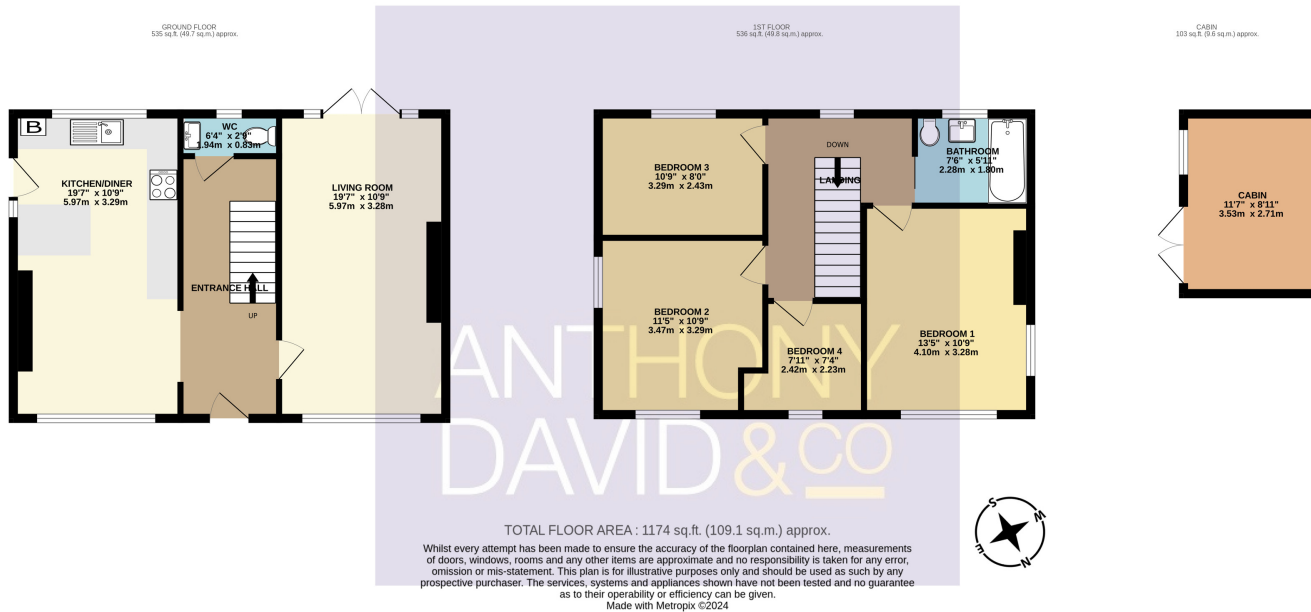 GROUND FLOOR
535 sq.ft. (49.7 sq.m.) approx.
1ST FLOOR
536 sq.ft. (49.8 sq.m.) approx.
CABIN
103 sq.ft. (9.6 sq.m.) approx.
B
WC
6'4" x 2'9"
1.94m x 0.83m
KITCHEN/DINER
19'7" x 10'9"
5.97m x 3.29m
LIVING ROOM
19'7" x 10'9"
5.97m x 3.28m
ENTRANCE HALL
UP
BEDROOM 3
10'9" x 8'0"
3.29m x 2.43m
DOWN
LANDING
BATHROOM
7'6" x 5'11"
2.28m x 1.80m
BEDROOM 2
11'5" x 10'9"
3.47m x 3.29m
BEDROOM 4
7'11" x 7'4"
2.42m x 2.23m
BEDROOM 1
13'5" x 10'9"
4.10m x 3.28m
CABIN
11'7" x 8'11"
3.53m x 2.71m
ANTHONY
DAVID & CO
S
W
E
N
TOTAL FLOOR AREA : 1174 sq.ft. (109.1 sq.m.) approx.
Whilst every attempt has been made to ensure the accuracy of the floorplan contained here, measurements
of doors, windows, rooms and any other items are approximate and no responsibility is taken for any error,
omission or mis-statement. This plan is for illustrative purposes only and should be used as such by any
prospective purchaser. The services, systems and appliances shown have not been tested and no guarantee
as to their operability or efficiency can be given.
Made with Metropix ©2024